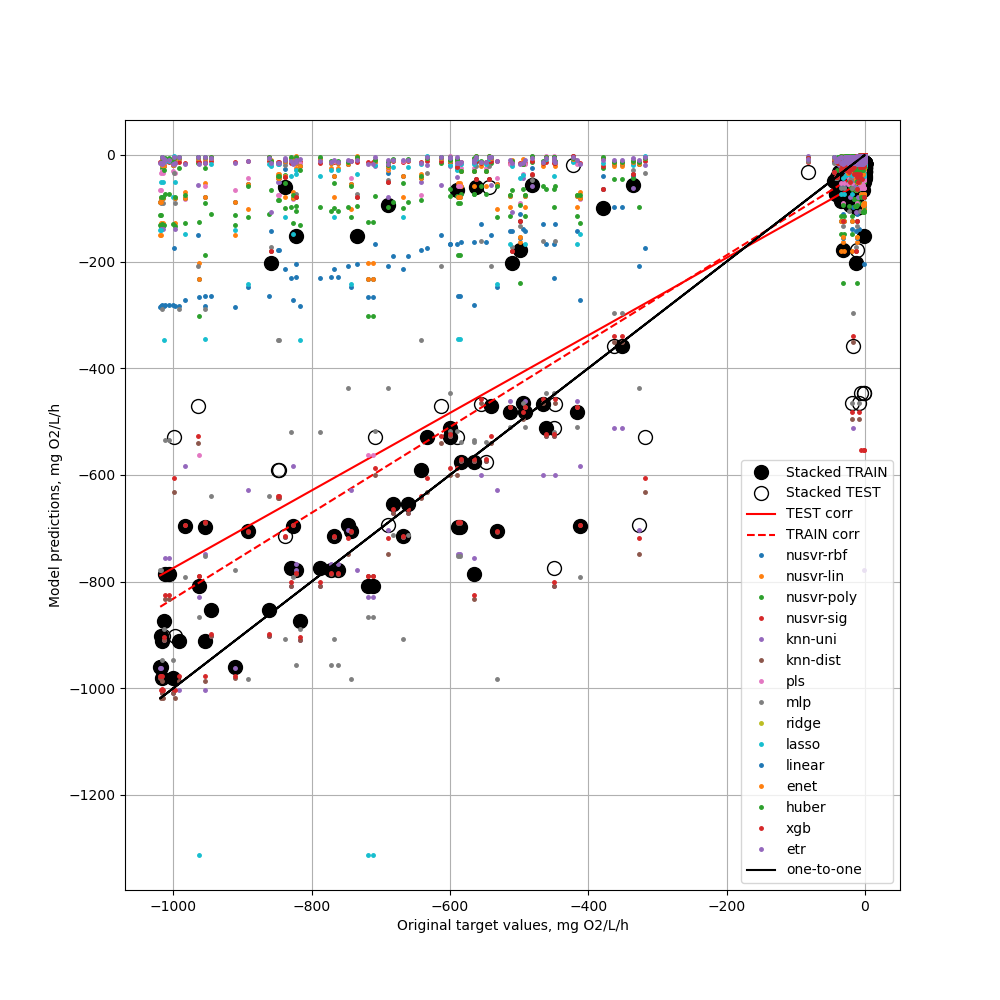 0
−200
−400
−600
−800
−1000
−1200
Model predictions, mg O2/L/h
−1000
−800
−600
−400
−200
0
Original target values, mg O2/L/h
Stacked TRAIN
Stacked TEST
TEST corr
TRAIN corr
nusvr-rbf
nusvr-lin
nusvr-poly
nusvr-sig
knn-uni
knn-dist
pls
mlp
ridge
lasso
linear
enet
huber
xgb
etr
one-to-one